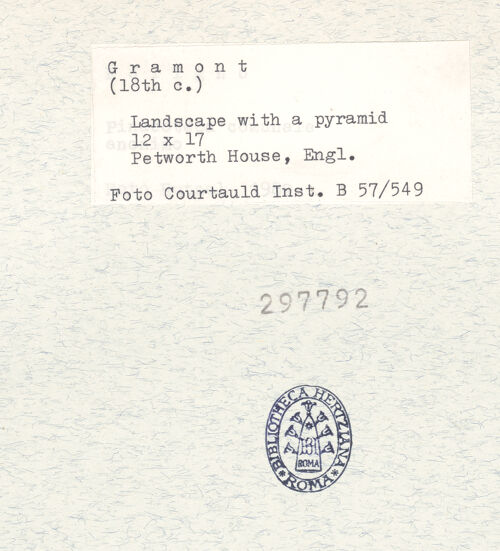 Gramont
(18th c.)
Landscape with a pyramid
12 x 17
Petworth House, Engl.
Foto Courtauld Inst. B 57/549
297792
BIBLIOTHECA HERTZIANA
ROMA
ROMA